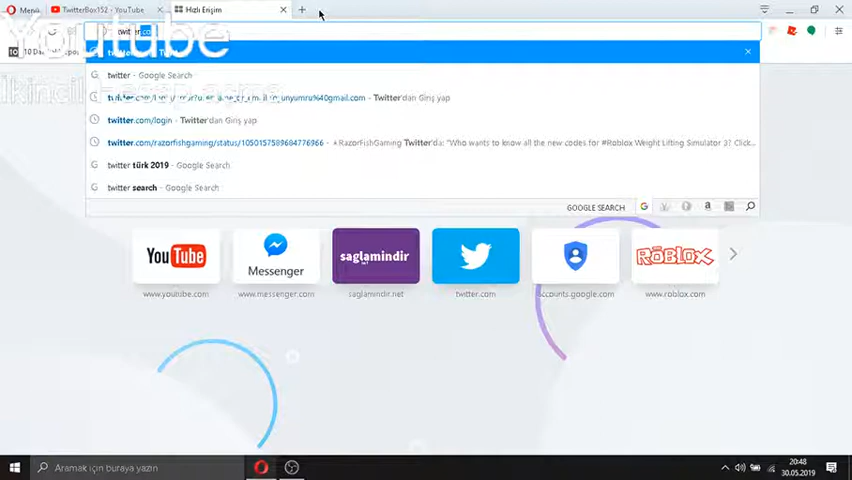 Menü
TwitterBox152 - YouTube
Hızlı Erişim
Youtube
twitter.com
twitter - Google Search
Twitter'dan Giriş yap
twitter.com/login - Twitter'dan Giriş yap
twitter.com/razorfishgaming/status/1050157589684776966 - RazorFishGaming Twitter'da: "Who wants to know all the new codes for #Roblox Weight Lifting Simulator 3? Click...
twitter türk 2019 - Google Search
twitter search - Google Search
GOOGLE SEARCH
YouTube
Messenger
saglamindir
ROBLOX
www.youtube.com
www.messenger.com
saglamindir.net
twitter.com
accounts.google.com
www.roblox.com
Aramak için buraya yazın
20:48
30.05.2019